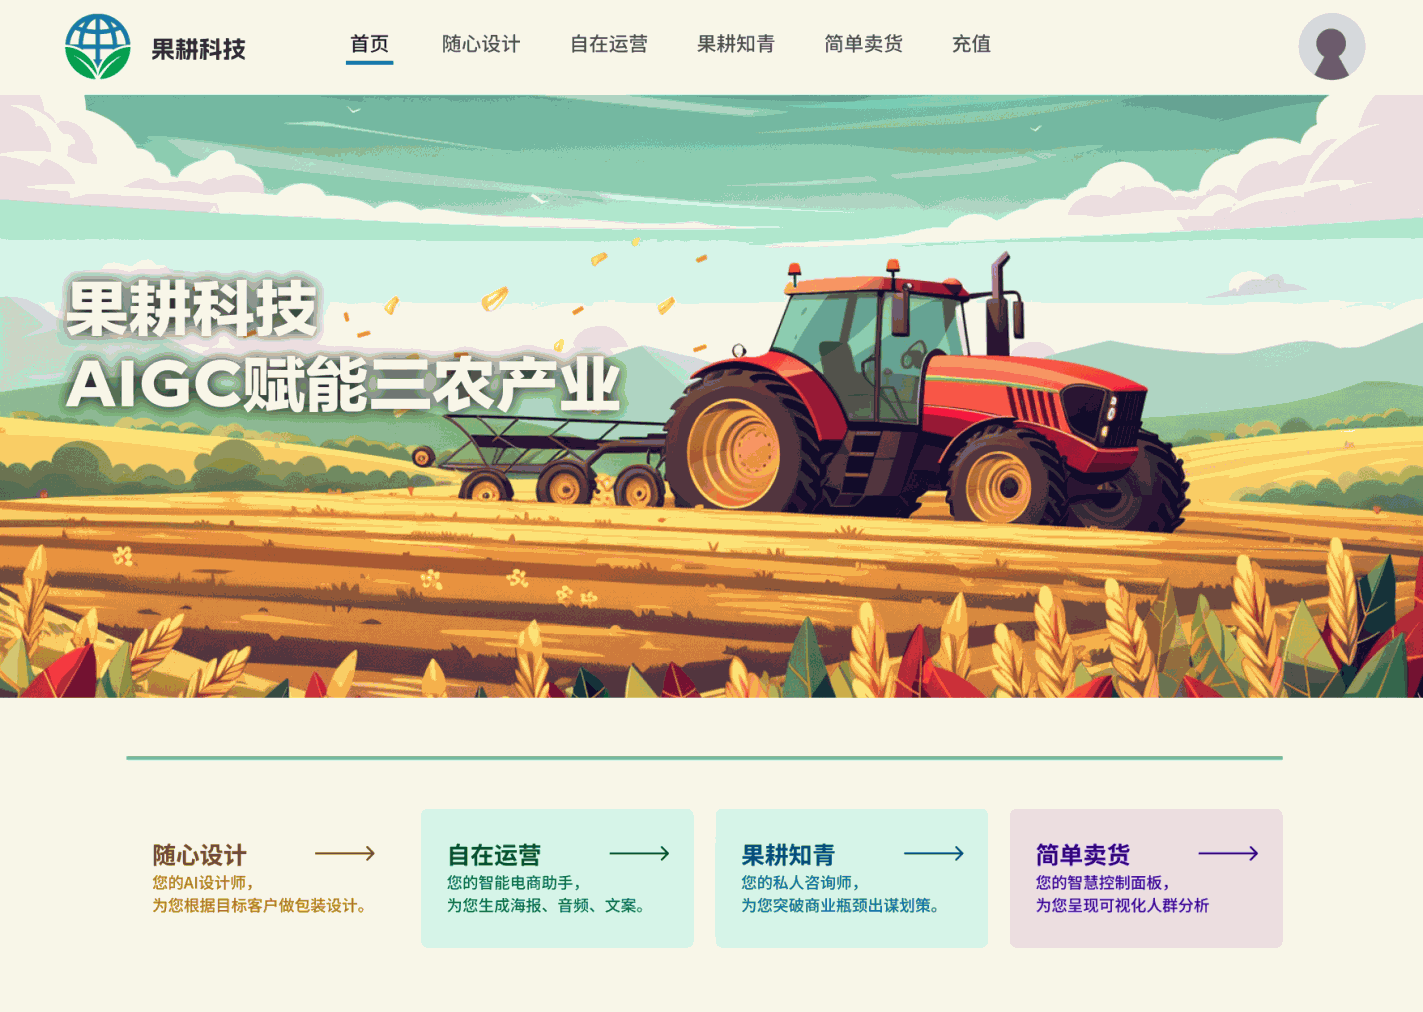 果耕科技
首页 随心设计 自在运营 果耕知青 简单卖货 充值
果耕科技
AIGC赋能三农产业
随心设计
您的AI设计师，
为您根据目标客户做包装设计。
自在运营
您的智能电商助手，
为您生成海报、音频、文案。
果耕知青
您的私人咨询师，
为您突破商业瓶颈出谋划策。
简单卖货
您的智慧控制面板，
为您呈现可视化人群分析